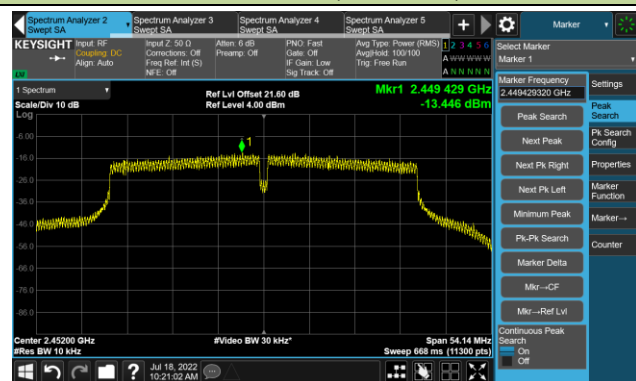 Spectrum Analyzer 2
Swept SA
Spectrum Analyzer 3
Swept SA
Spectrum Analyzer 4
Swept SA
Spectrum Analyzer 5
Swept SA
+
Marker
KEYSIGHT
Input: RF
Coupling: DC
Align: Auto
Input Z: 50 Ω
Corrections: Off
Freq Ref: Int (S)
NFE: Off
Atten: 6 dB
Preamp: Off
PNO: Fast
Gate: Off
IF Gain: Low
Sig Track: Off
Avg Type: Power (RMS)
Avg|Hold: 100/100
Trig: Free Run
1 2 3 4 5 6
A W W W W W
A N N N N N
Select Marker
Marker 1
1 Spectrum
Scale/Div 10 dB
Log
Ref Lvl Offset 21.60 dB
Ref Level 4.00 dBm
Mkr1 2.449 429 GHz
-13.446 dBm
1
-6.00
-16.0
-26.0
-36.0
-46.0
-56.0
-66.0
-76.0
-86.0
Center 2.45200 GHz
#Res BW 10 kHz
#Video BW 30 kHz*
Span 54.14 MHz
Sweep 668 ms (11300 pts)
Marker Frequency
2.449429320 GHz
Peak Search
Next Peak
Next Pk Right
Next Pk Left
Minimum Peak
Pk-Pk Search
Marker Delta
Mkr→CF
Mkr→Ref Lvl
Continuous Peak
Search
On
Off
Settings
Peak
Search
Pk Search
Config
Properties
Marker
Function
Marker→
Counter
?
Jul 18, 2022
10:21:02 AM